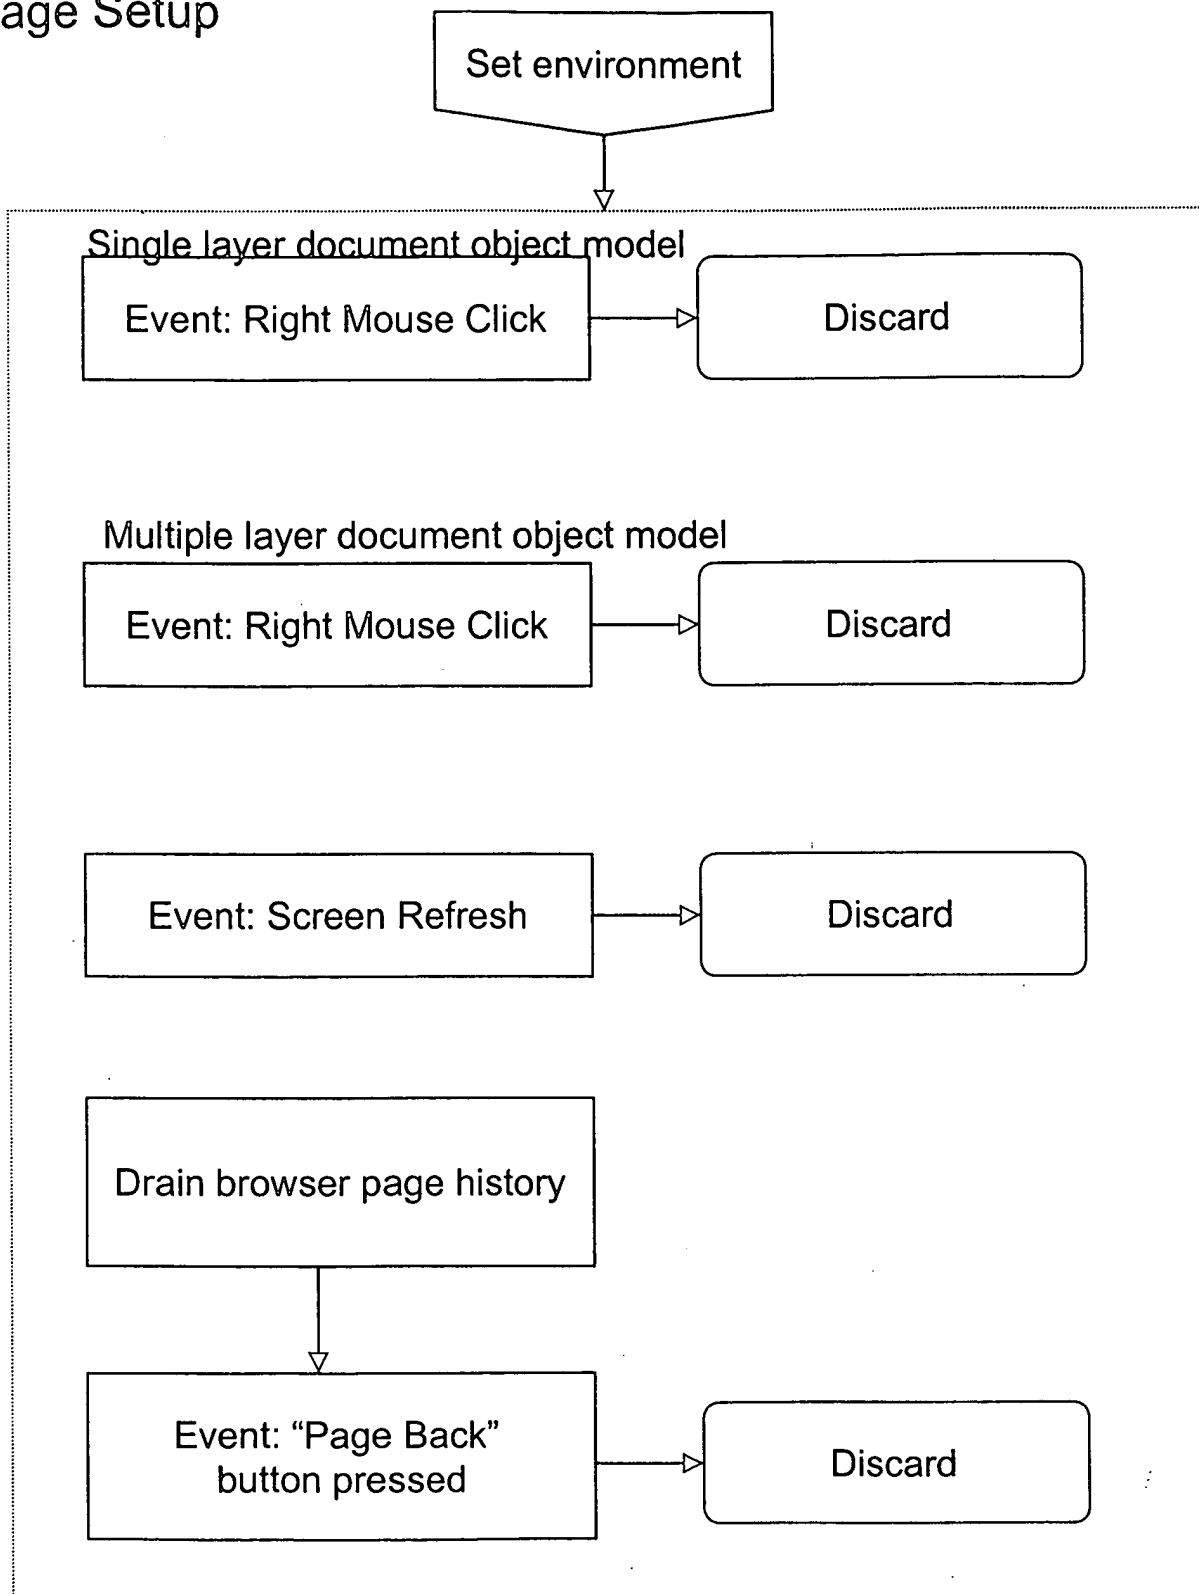 age Setup
Set environment
Single layer document object model
Event: Right Mouse Click
Discard
Multiple layer document object model
Event: Right Mouse Click
Discard
Event: Screen Refresh
Discard
Drain browser page history
Event: “Page Back”
button pressed
Discard